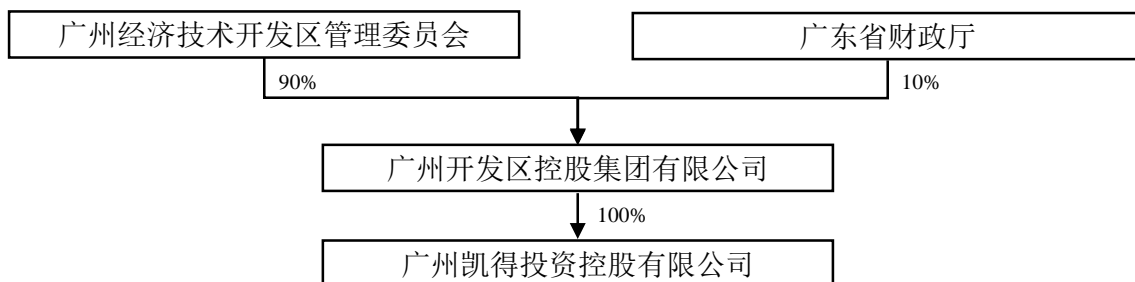 广州经济技术开发区管理委员会
广东省财政厅
90%
10%
广州开发区控股集团有限公司
100%
广州凯得投资控股有限公司